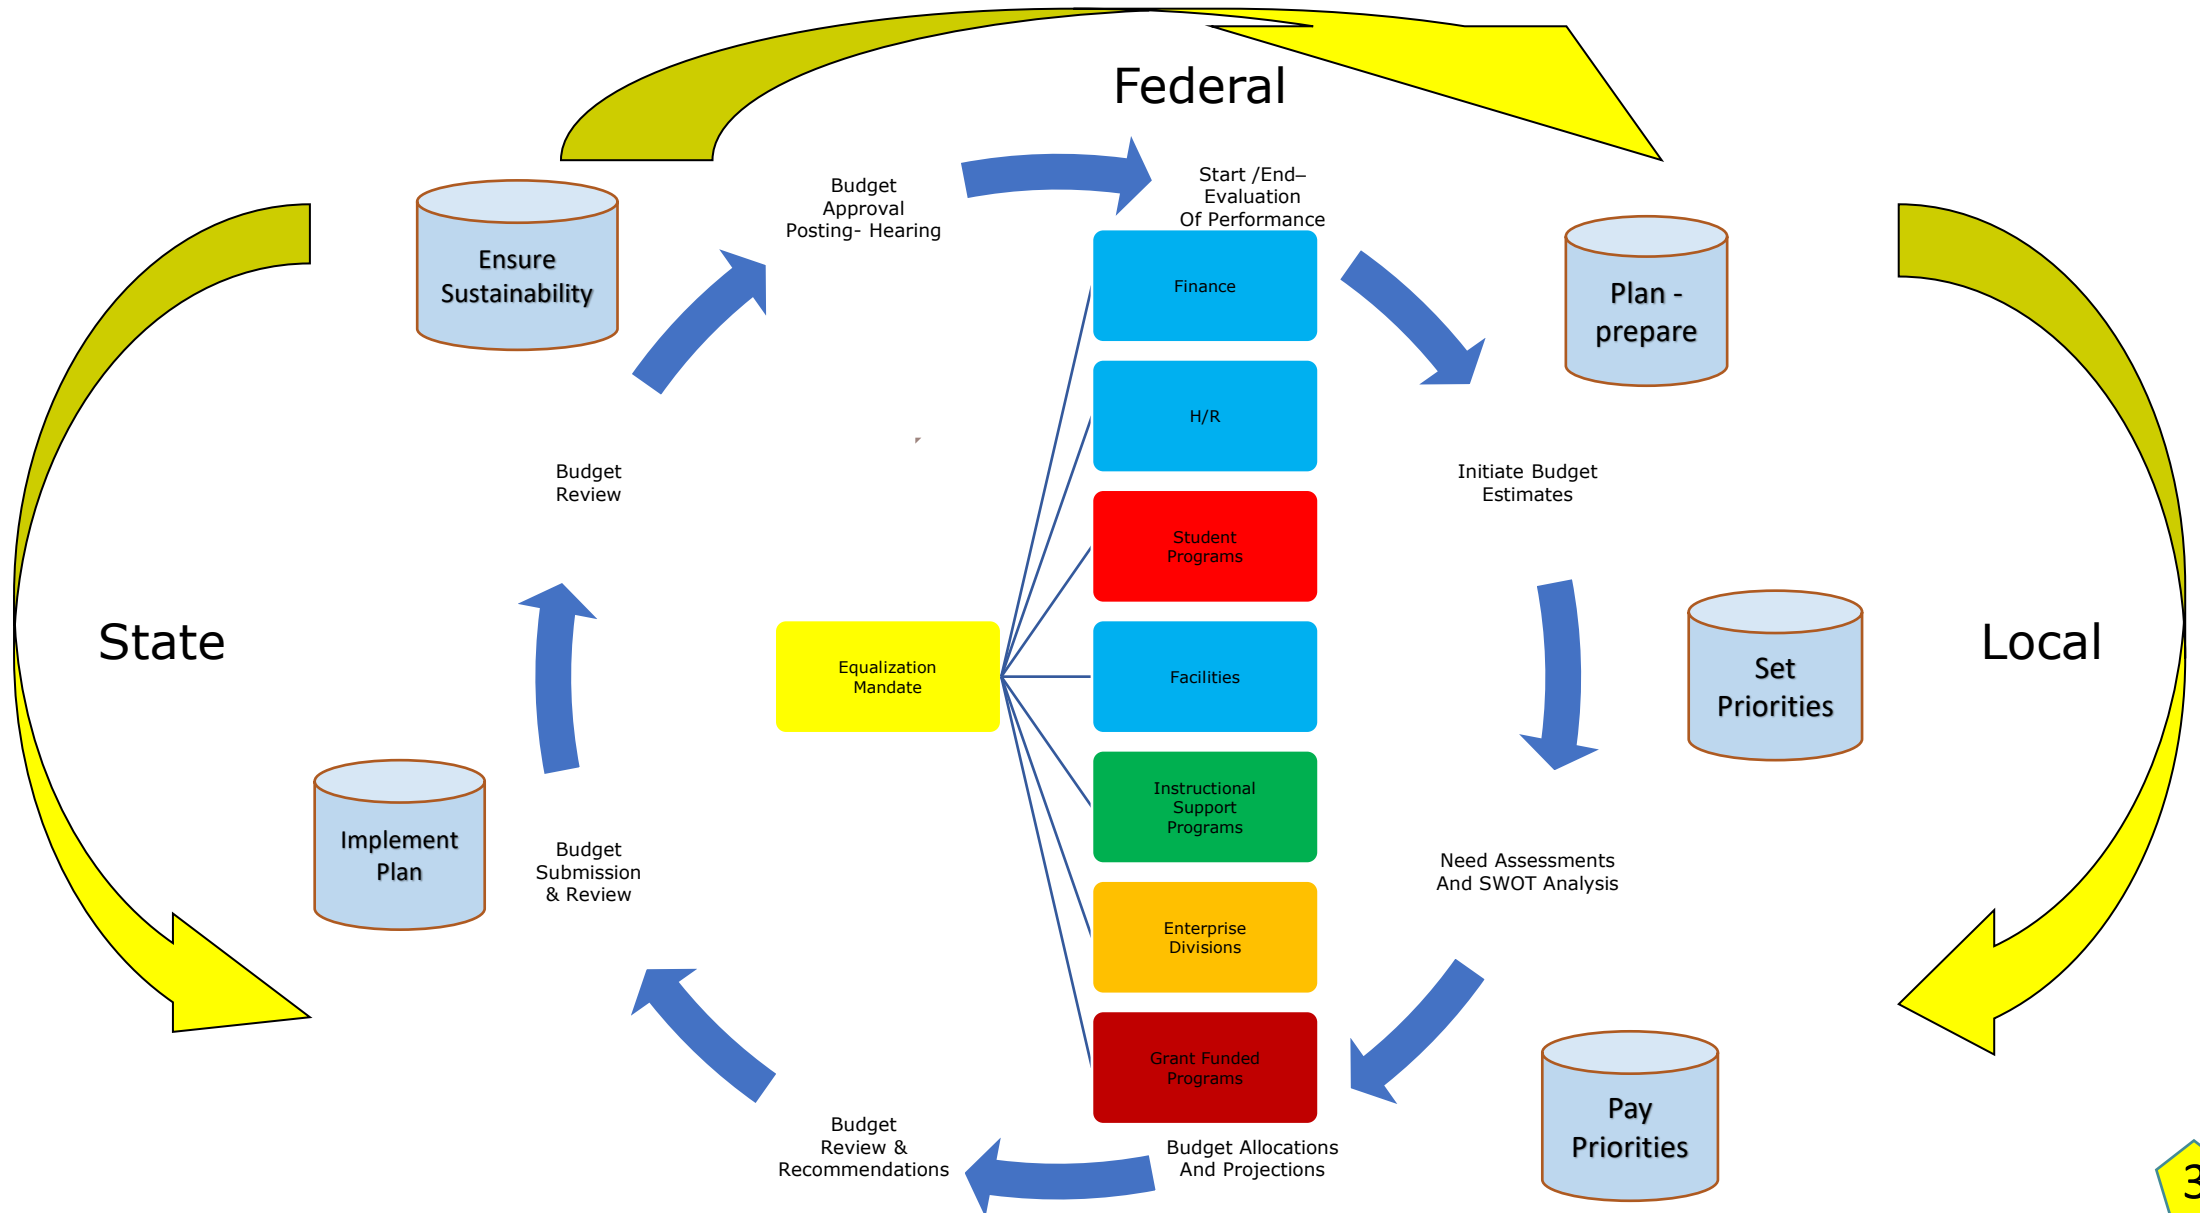 Federal
Budget
Approval
Posting- Hearing
Start /End–
Evaluation
Of Performance
Ensure
Sustainability
Plan -
prepare
Finance
H/R
Budget
Review
Initiate Budget
Estimates
Student
Programs
State
Local
Equalization
Mandate
Facilities
Set
Priorities
Instructional
Support
Programs
Implement
Plan
Budget
Submission
& Review
Need Assessments
And SWOT Analysis
Enterprise
Divisions
Grant Funded
Programs
Pay
Priorities
Budget
Review &
Recommendations
Budget Allocations
And Projections
3